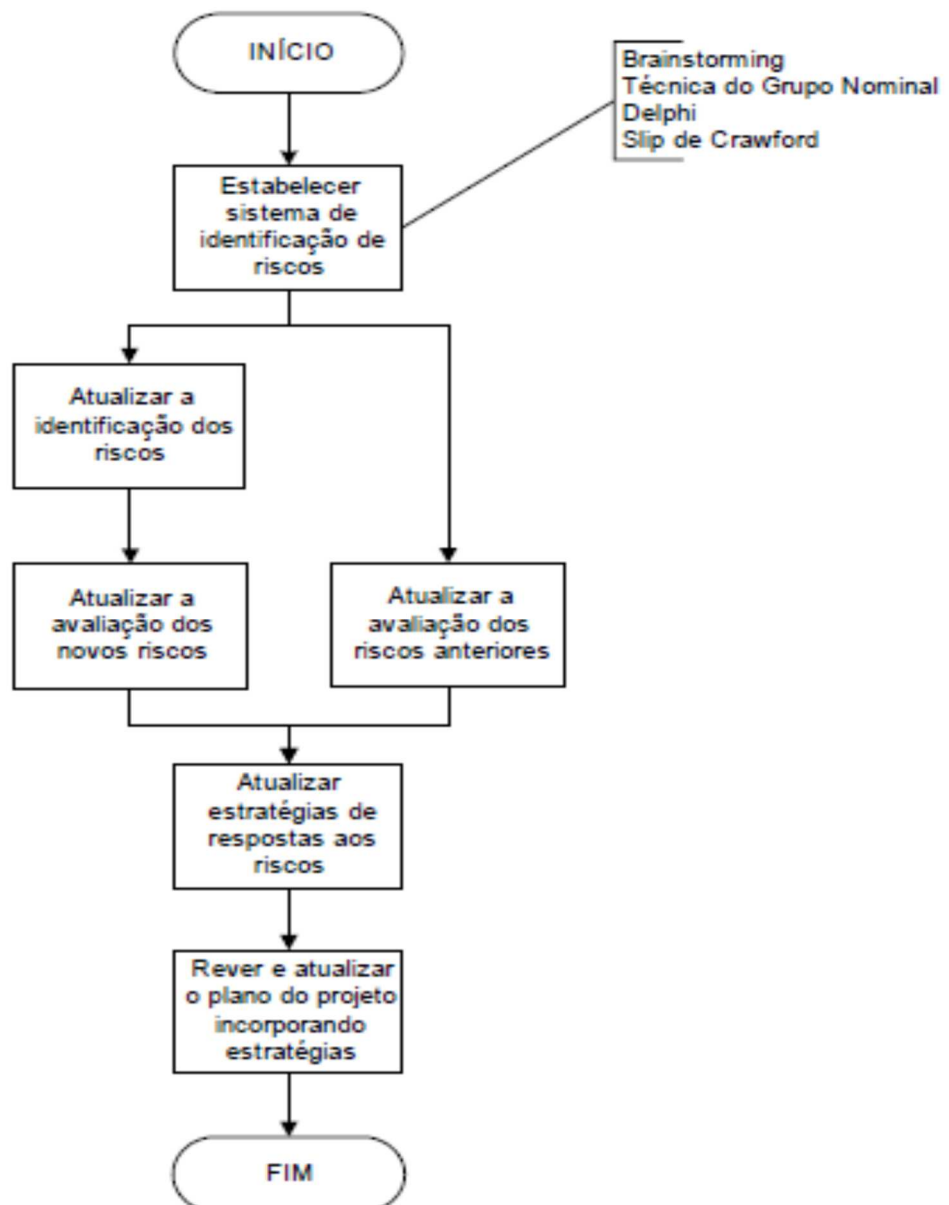 INÍCIO
Brainstorming
Técnica do Grupo Nominal
Delphi
Slip de Crawford
Estabelecer
sistema de
identificação de
riscos
Atualizar a
identificação dos
riscos
Atualizar a
avaliação dos
novos riscos
Atualizar a
avaliação dos
riscos anteriores
Atualizar
estratégias de
respostas aos
riscos
Rever e atualizar
o plano do projeto
incorporando
estratégias
FIM